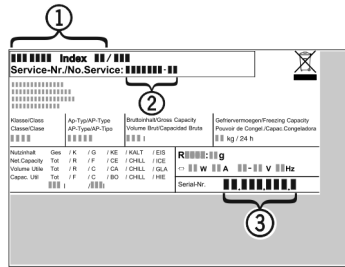 1
Index /
Service-Nr./No.Service: -
2
Klasse/Class
Classe/Clase
Ap-Typ/AP-Type
AP-Type/AP-Tipo
Bruttoinhalt/Gross Capacity
Volume Brut/Capacidad Bruta
l
Gefriervermoegen/Freezing Capacity
Pouvoir de Congel./Capac.Congeladora
kg / 24 h
Nutzinhalt Ges / K / G / KE / KALT / EIS
Net.Capacity Tot / R / F / CE / CHILL / ICE
Volume Utile Tot / R / C / CA / CHILL / GLA
Capac. Util Tot / F / C / BO / CHILL / HIE
l / l
R : g
W A - V Hz
Serial-Nr. . .
3